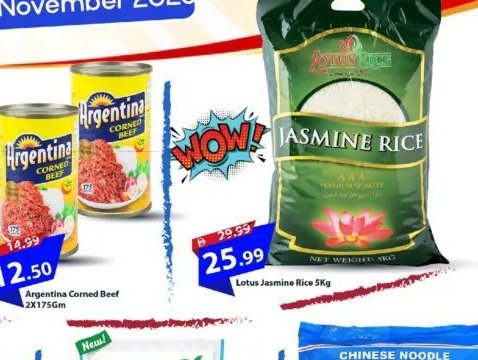 November 202
Argentina
CORNED
BEEF
175
Argentina
CORNED
BEEF
175
14.99
12.50
Argentina Corned Beef
2X175Gm
WOW!
LOTUS RICE
JASMINE RICE
AAA
PREMIUM QUALITY
NET WEIGHT: 5KG
29.99
25.99
Lotus Jasmine Rice 5Kg
New!
CHINESE NOODLE